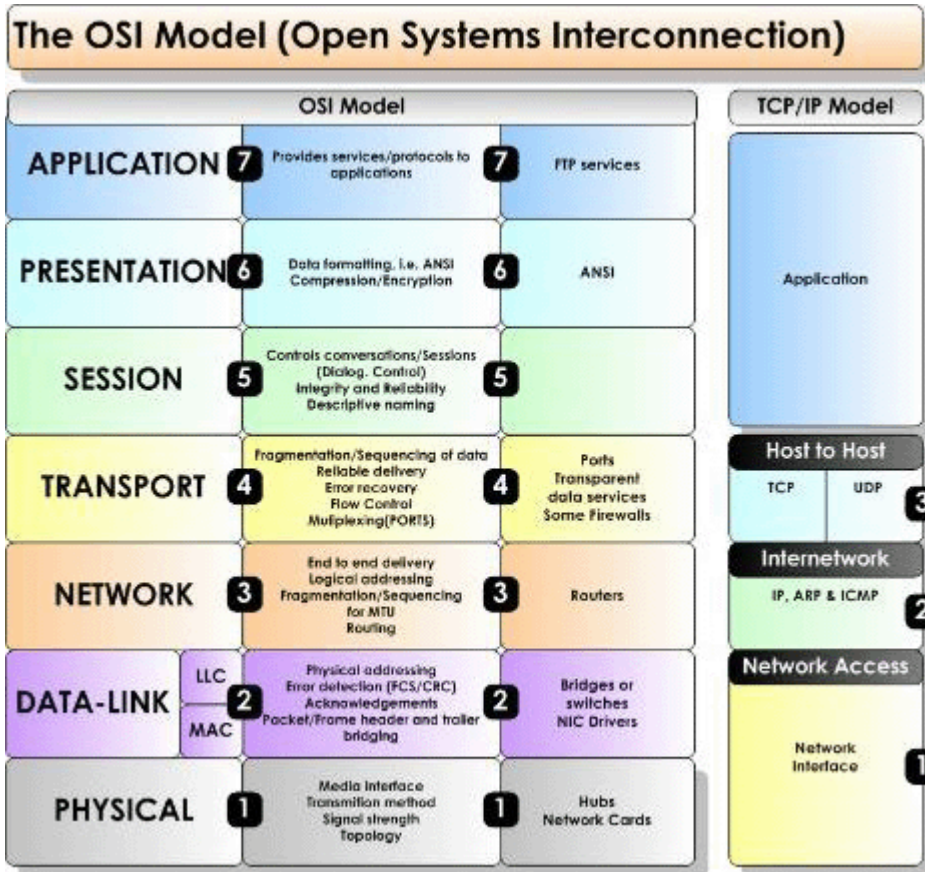 The OSI Model (Open Systems Interconnection)
OSI Model
TCP/IP Model
APPLICATION
7
Provides services/protocols to
applications
7
FTP services
PRESENTATION
6
Data formatting, i.e. ANSI
Compression/Encryption
6
ANSI
SESSION
5
Controls conversations/Sessions
(Dialog. Control)
Integrity and Reliability
Descriptive naming
5
TRANSPORT
4
Fragmentation/Sequencing of data
Reliable delivery
Error recovery
Flow Control
Muliplexing(PORTS)
4
Ports
Transparent
data services
Some Firewalls
NETWORK
3
End to end delivery
Logical addressing
Fragmentation/Sequencing
for MTU
Routing
3
Routers
DATA-LINK
LLC
MAC
2
Physical addressing
Error detection (FCS/CRC)
Acknowledgements
Packet/Frame header and trailer
bridging
2
Bridges or
switches
NIC Drivers
PHYSICAL
1
Media Interface
Transmition method
Signal strength
Topology
1
Hubs
Network Cards
Application
Host to Host
TCP
UDP
3
Internetwork
IP, ARP & ICMP
2
Network Access
Network
Interface
1